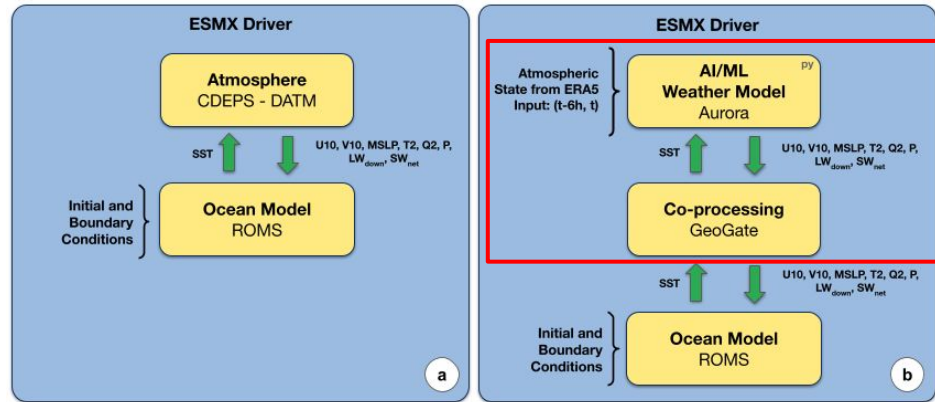 ESMX Driver
Atmosphere
CDEPS - DATM
SST
U10, V10, MSLP, T2, Q2, P,
LWdown, SWnet
Initial and
Boundary
Conditions
Ocean Model
ROMS
a
ESMX Driver
Atmospheric
State from ERA5
Input: (t-6h, t)
py
AI/ML
Weather Model
Aurora
SST
U10, V10, MSLP, T2, Q2, P,
LWdown, SWnet
Co-processing
GeoGate
SST
U10, V10, MSLP, T2, Q2, P,
LWdown, SWnet
Initial and
Boundary
Conditions
Ocean Model
ROMS
b